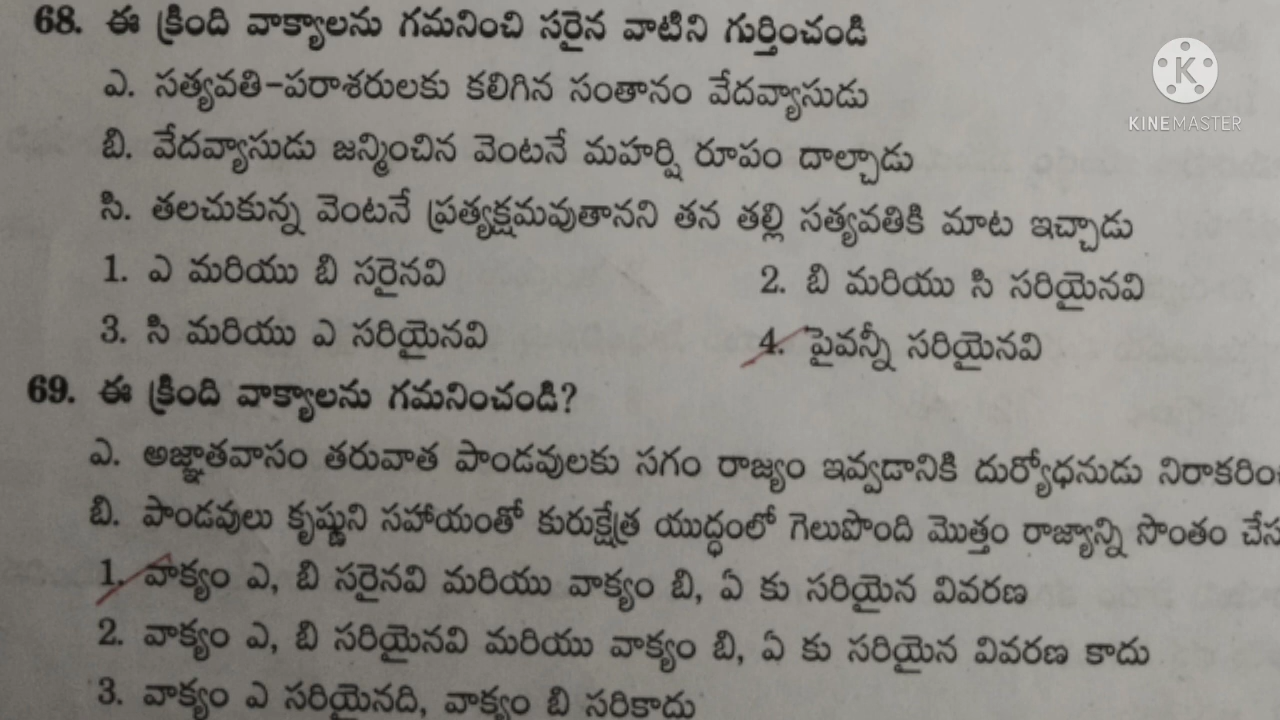 68. ఈ క్రింది వాక్యాలను గమనించి సరైన వాటిని గుర్తించండి
ఎ. సత్యవతి-పరాశరులకు కలిగిన సంతానం వేదవ్యాసుడు
బి. వేదవ్యాసుడు జన్మించిన వెంటనే మహర్షి రూపం దాల్చాడు
సి. తలచుకున్న వెంటనే ప్రత్యక్షమవుతానని తన తల్లి సత్యవతికి మాట ఇచ్చాడు
1. ఎ మరియు బి సరైనవి 2. బి మరియు సి సరియైనవి
3. సి మరియు ఎ సరియైనవి 4. పైవన్నీ సరియైనవి
69. ఈ క్రింది వాక్యాలను గమనించండి?
ఎ. అజ్ఞాతవాసం తరువాత పాండవులకు సగం రాజ్యం ఇవ్వడానికి దుర్యోధనుడు
బి. పాండవులు కృష్ణుని సహాయంతో కురుక్షేత్ర యుద్ధంలో గెలుపొంది మొత్తం రాజ్యాన్ని సొంతం
1. వాక్యం ఎ, బి సరైనవి మరియు వాక్యం బి, ఏ కు సరియైన వివరణ
2. వాక్యం ఎ, బి సరియైనవి మరియు వాక్యం బి, ఏ కు సరియైన వివరణ కాదు
3. వాక్యం ఎ సరియైనది, వాక్యం బి సరికాదు
K
KINEMASTER